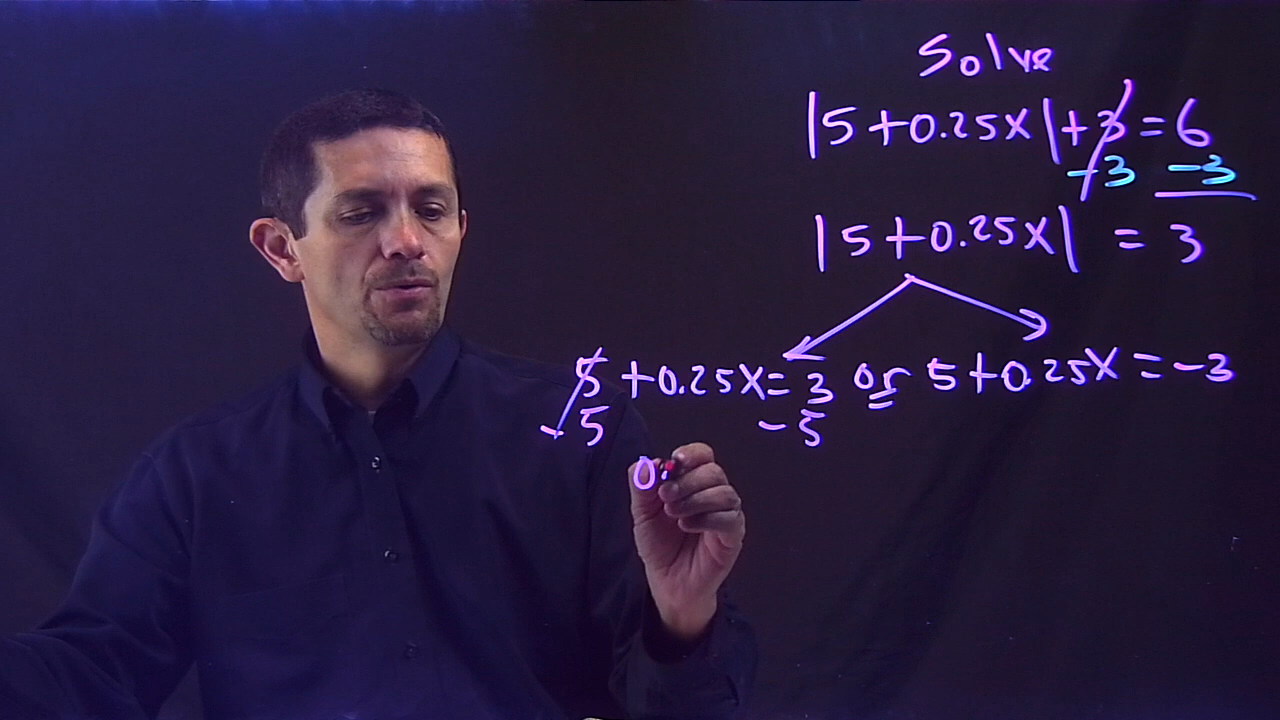 Solve
|5+0.25x|+3=6
-3 -3
|5+0.25x| = 3
5+0.25x=3 or 5+0.25x=-3
-5 -5
0.